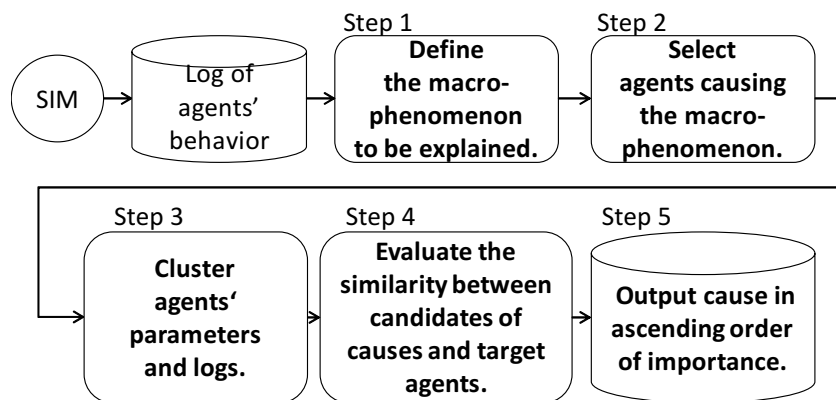 Step 1
Step 2
SIM
Log of
agents’
behavior
Define
the macro-
phenomenon
to be explained.
Select
agents causing
the macro-
phenomenon.
Step 3
Step 4
Step 5
Cluster
agents‘
parameters
and logs.
Evaluate the
similarity between
candidates of
causes and target
agents.
Output cause in
ascending order
of importance.